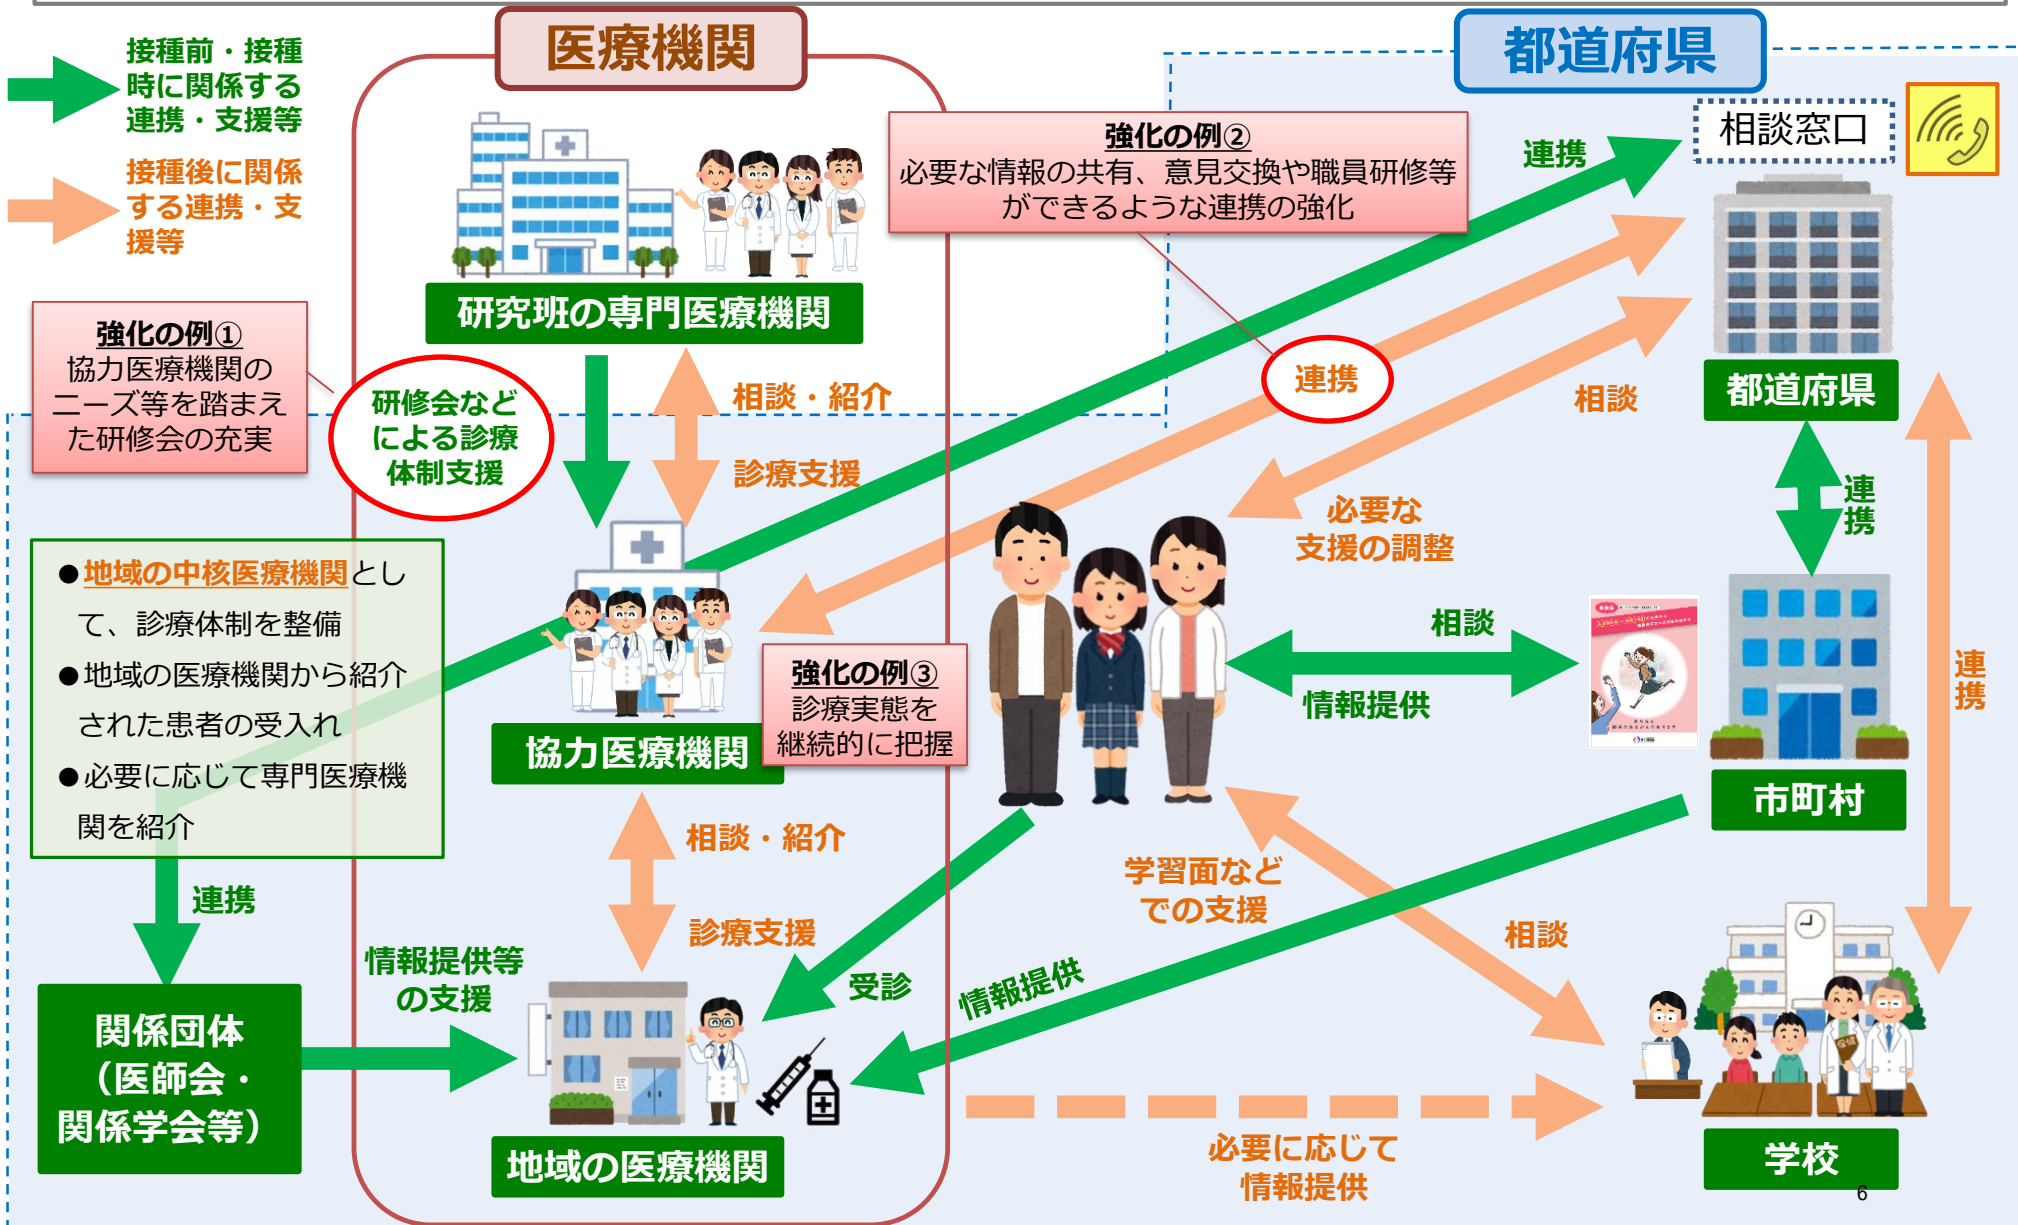 医療機関
都道府県
接種前・接種
時に関係する
連携・支援等
接種後に関係
する連携・支
援等
強化の例②
必要な情報の共有、意見交換や職員研修等
ができるような連携の強化
連携
相談窓口
研究班の専門医療機関
強化の例①
協力医療機関の
ニーズ等を踏まえ
た研修会の充実
研修会など
による診療
体制支援
相談・紹介
診療支援
連携
相談
都道府県
必要な
支援の調整
連携
●地域の中核医療機関とし
て、診療体制を整備
●地域の医療機関から紹介
された患者の受入れ
●必要に応じて専門医療機
関を紹介
強化の例③
診療実態を
継続的に把握
協力医療機関
相談
情報提供
連携
市町村
相談・紹介
診療支援
連携
情報提供等
の支援
受診
情報提供
学習面など
での支援
相談
関係団体
（医師会・
関係学会等）
保健
地域の医療機関
必要に応じて
情報提供
学校
6